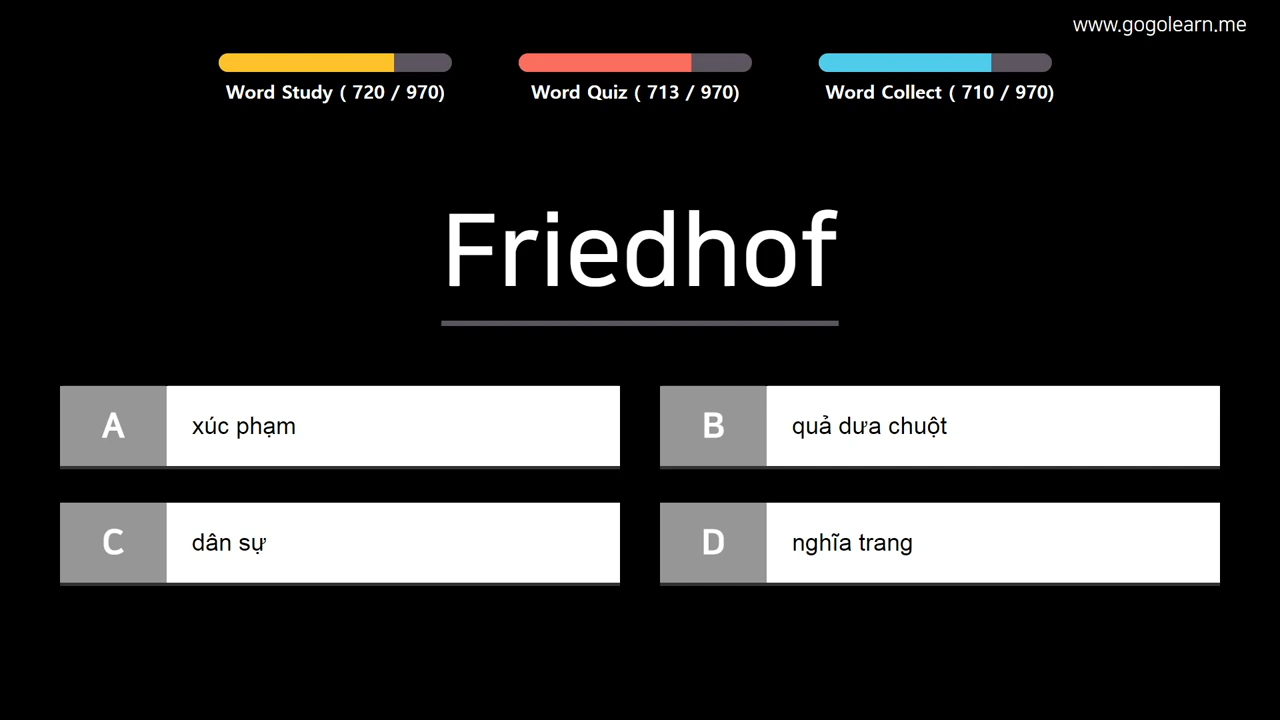 www.gogolearn.me
Word Study ( 720 / 970)
Word Quiz ( 713 / 970)
Word Collect ( 710 / 970)
Friedhof
A xúc phạm
B quả dưa chuột
C dân sự
D nghĩa trang